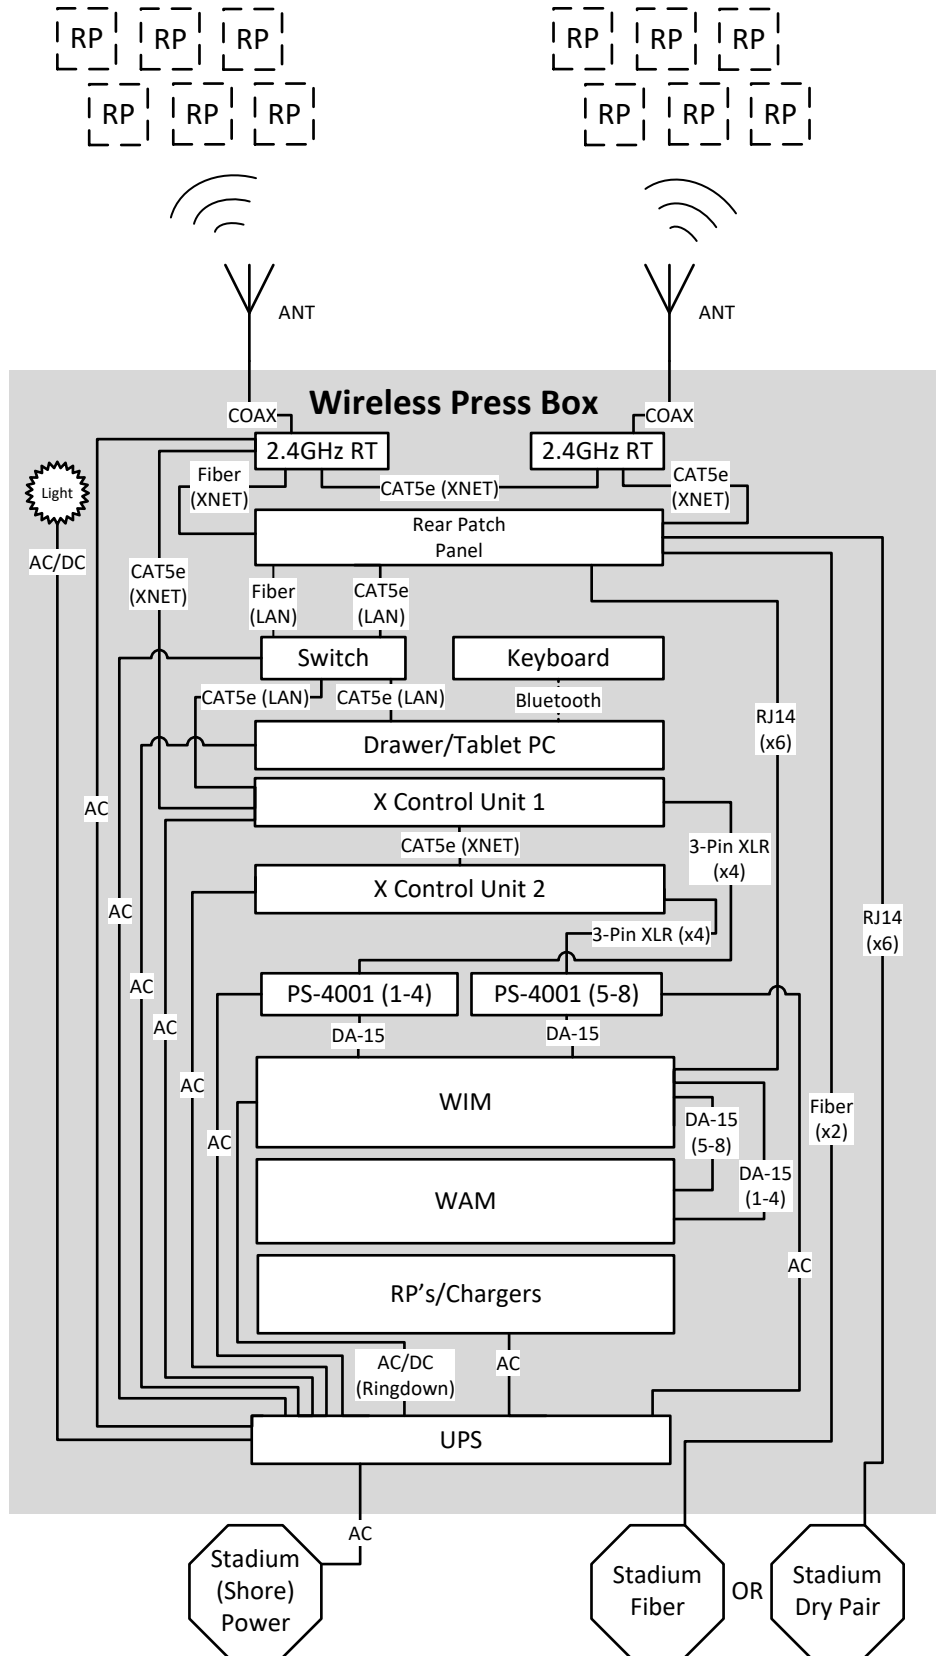 RP RP RP RP RP RP
RP RP RP RP RP RP
ANT ANT
Wireless Press Box
COAX COAX
2.4GHz RT 2.4GHz RT
Fiber
(XNET)
CAT5e (XNET)
CAT5e
(XNET)
Light
Rear Patch
Panel
AC/DC
CAT5e
(XNET)
Fiber
(LAN)
CAT5e
(LAN)
Switch
Keyboard
CAT5e (LAN)
CAT5e (LAN)
Bluetooth
RJ14
(x6)
Drawer/Tablet PC
X Control Unit 1
AC
CAT5e (XNET)
3-Pin XLR
(x4)
X Control Unit 2
AC
3-Pin XLR (x4)
RJ14
(x6)
AC
PS-4001 (1-4)
PS-4001 (5-8)
AC
DA-15
DA-15
AC
WIM
Fiber
(x2)
DA-15
(5-8)
AC
DA-15
(1-4)
WAM
AC
RP's/Chargers
AC/DC
(Ringdown)
AC
UPS
AC
Stadium
(Shore)
Power
Stadium
Fiber
OR
Stadium
Dry Pair